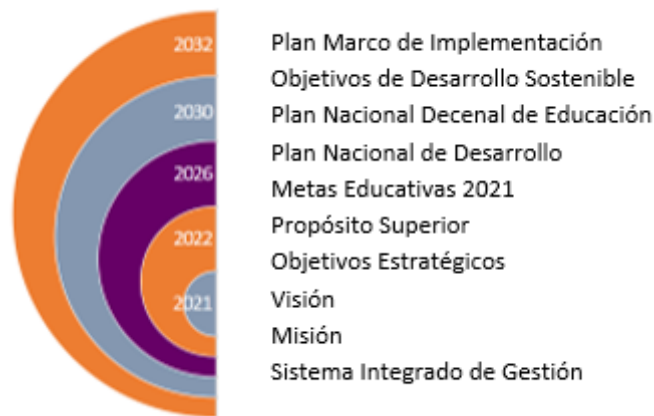 2032
Plan Marco de Implementación
Objetivos de Desarrollo Sostenible
2030
Plan Nacional Decenal de Educación
Plan Nacional de Desarrollo
2026
Metas Educativas 2021
Propósito Superior
2022
Objetivos Estratégicos
2021
Visión
Misión
Sistema Integrado de Gestión